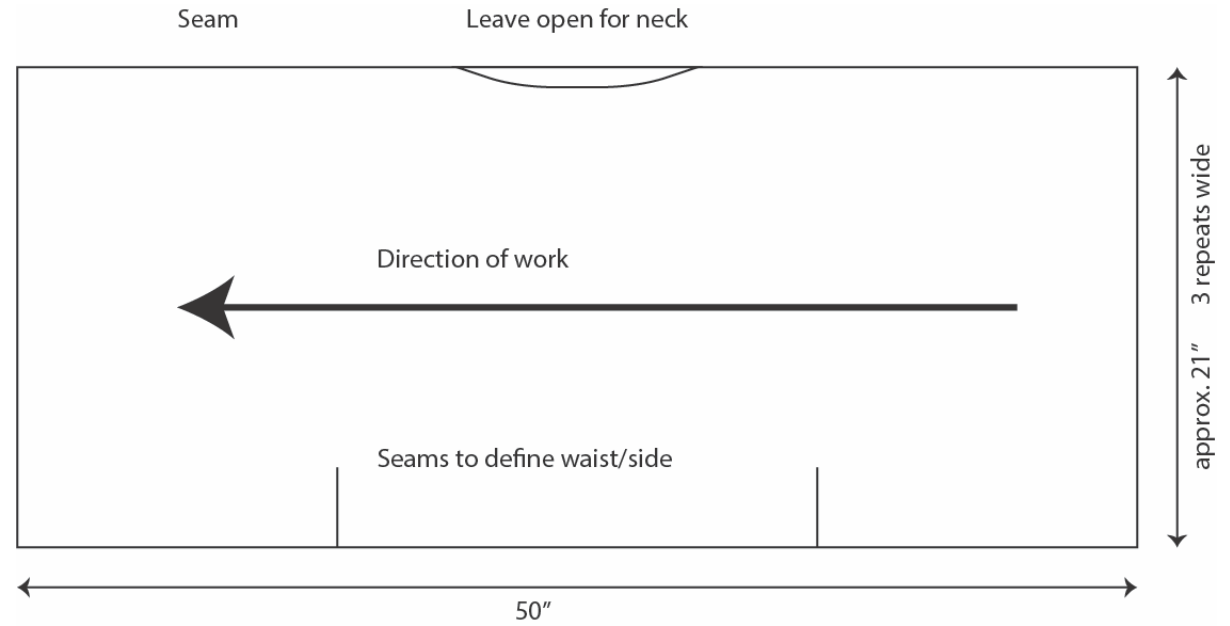 Seam
Leave open for neck
Direction of work
Seams to define waist/side
3 repeats wide
approx. 21”
50”